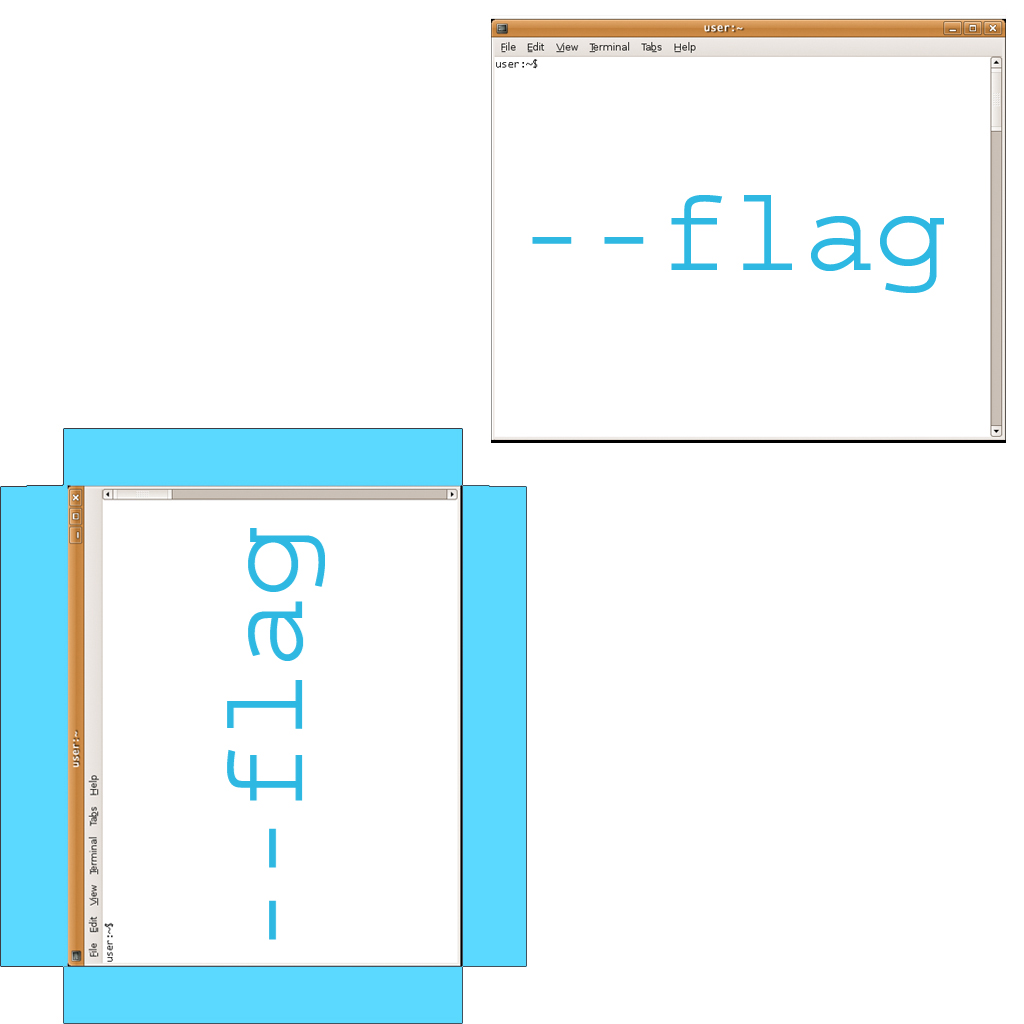 user:~
File Edit View Terminal Tabs Help
user:~$
--flag
user:~
File Edit View Terminal Tabs Help
user:~$
--flag